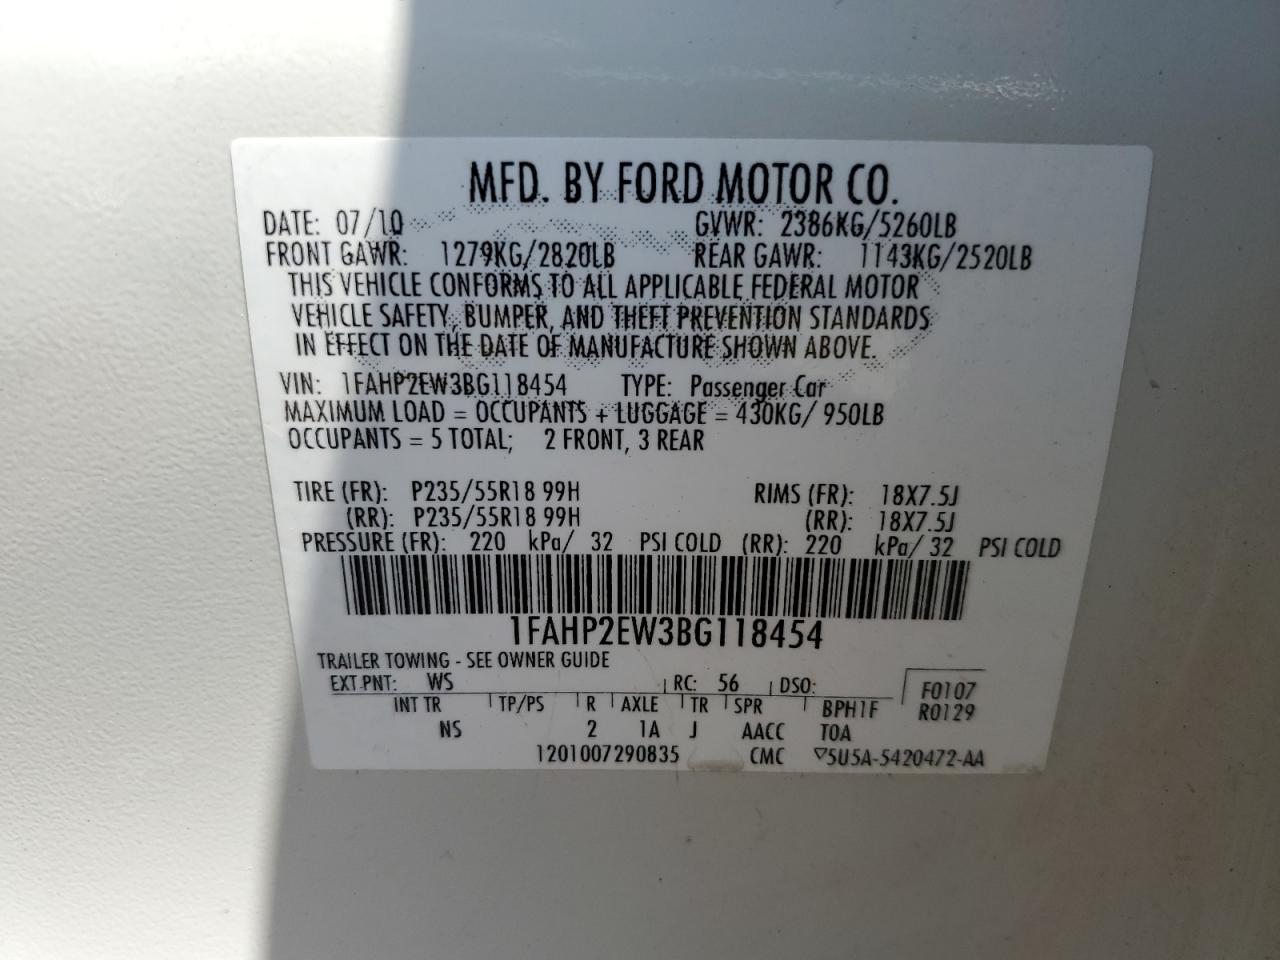 MFD. BY FORD MOTOR CO.
DATE: 07/10 GVWR: 2386KG/5260LB
FRONT GAWR: 1279KG/2820LB REAR GAWR: 1143KG/2520LB
THIS VEHICLE CONFORMS TO ALL APPLICABLE FEDERAL MOTOR
VEHICLE SAFETY, BUMPER, AND THEFT PREVENTION STANDARDS
IN EFFECT ON THE DATE OF MANUFACTURE SHOWN ABOVE.
VIN: 1FAHP2EW3BG118454 TYPE: Passenger Car
MAXIMUM LOAD = OCCUPANTS + LUGGAGE = 430KG/ 950LB
OCCUPANTS = 5 TOTAL; 2 FRONT, 3 REAR
TIRE (FR): P235/55R18 99H RIMS (FR): 18X7.5J
(RR): P235/55R18 99H (RR): 18X7.5J
PRESSURE (FR): 220 kPa/ 32 PSI COLD (RR): 220 kPa/ 32 PSI COLD
1FAHP2EW3BG118454
TRAILER TOWING - SEE OWNER GUIDE
EXT PNT: WS RC: 56 DSO: F0107
INT TR TP/PS R AXLE TR SPR BPH1F R0129
NS 2 1A J AACC TOA
1201007290835 CMC ▽5U5A-5420472-AA